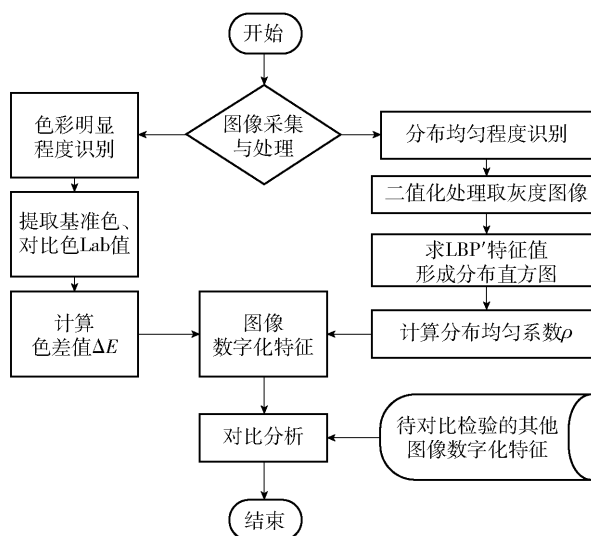 开始
图像采集
与处理
色彩明显
程度识别
提取基准色、
对比色Lab值
计算
色差值ΔE
分布均匀程度识别
二值化处理取灰度图像
求LBP′特征值
形成分布直方图
计算分布均匀系数ρ
图像
数字化特征
对比分析
待对比检验的其他
图像数字化特征
结束